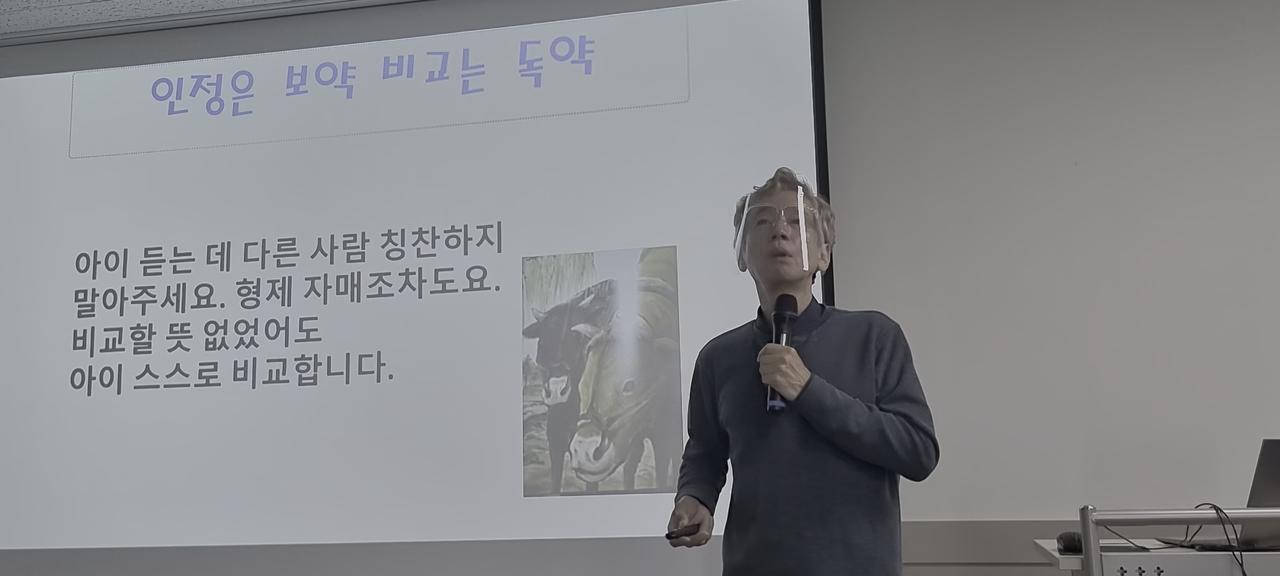 인정은 보약 비교는 독약
아이 듣는 데 다른 사람 칭찬하지
말아주세요. 형제 자매조차도요.
비교할 뜻 없었어도
아이 스스로 비교합니다.